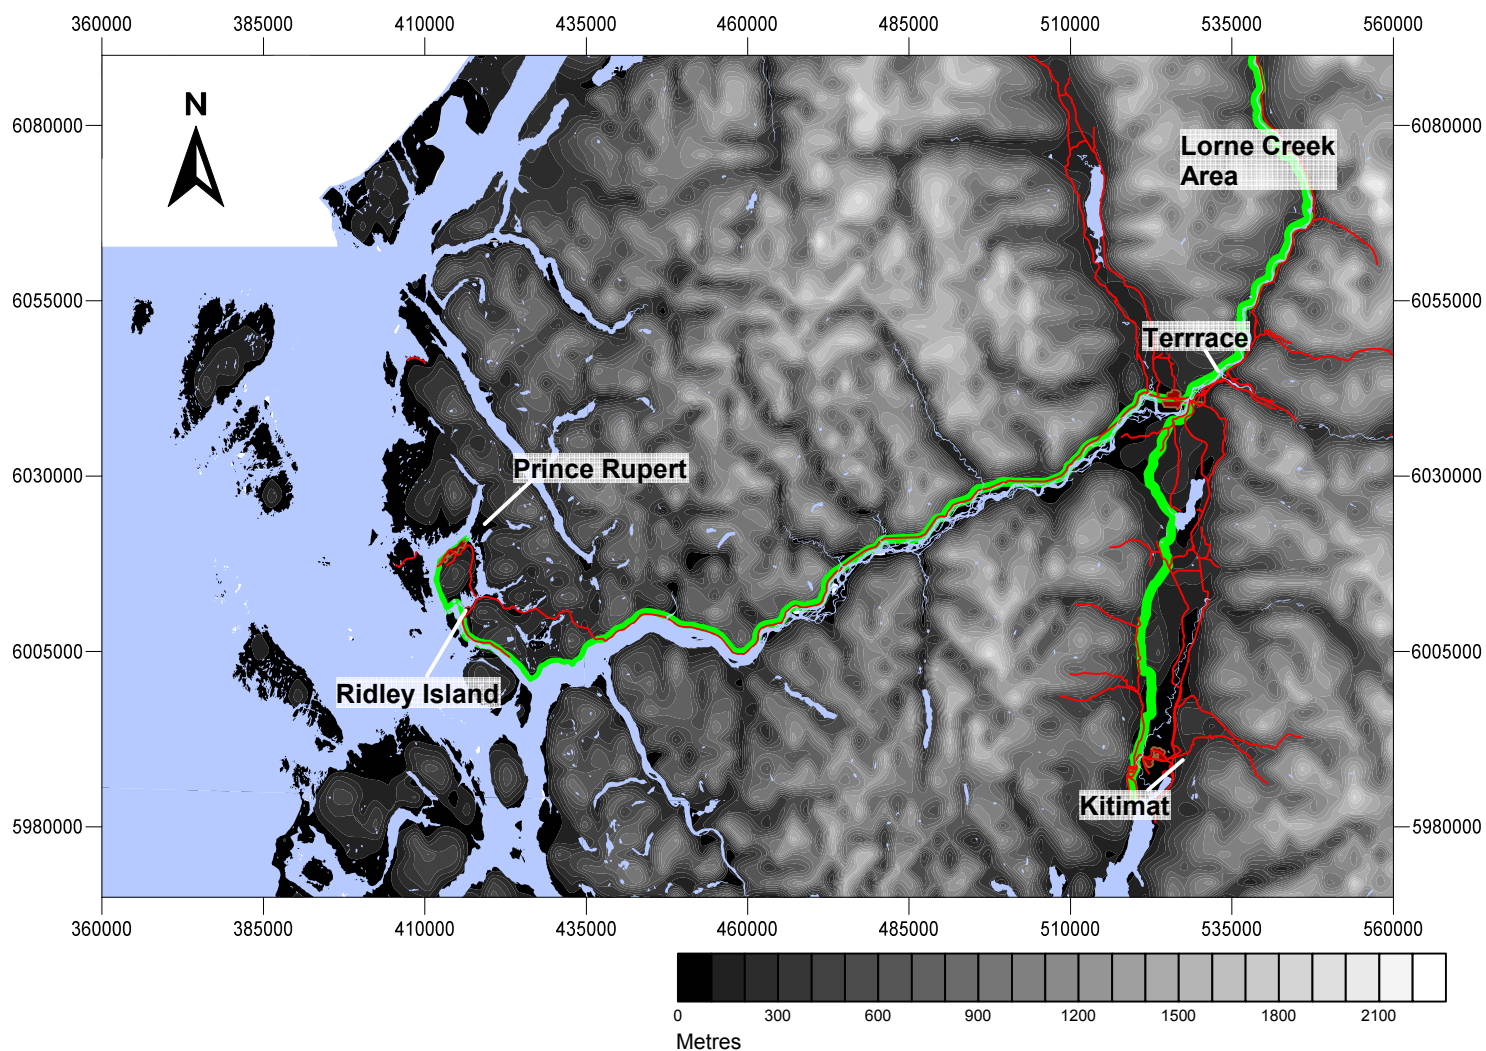 360000 385000 410000 435000 460000 485000 510000 535000 560000
N
6080000 6080000
Lorne Creek
Area
6055000 6055000
Terrrace
6030000 6030000
Prince Rupert
6005000 6005000
Ridley Island
Kitimat
5980000 5980000
360000 385000 410000 435000 460000 485000 510000 535000 560000
0 300 600 900 1200 1500 1800 2100
Metres